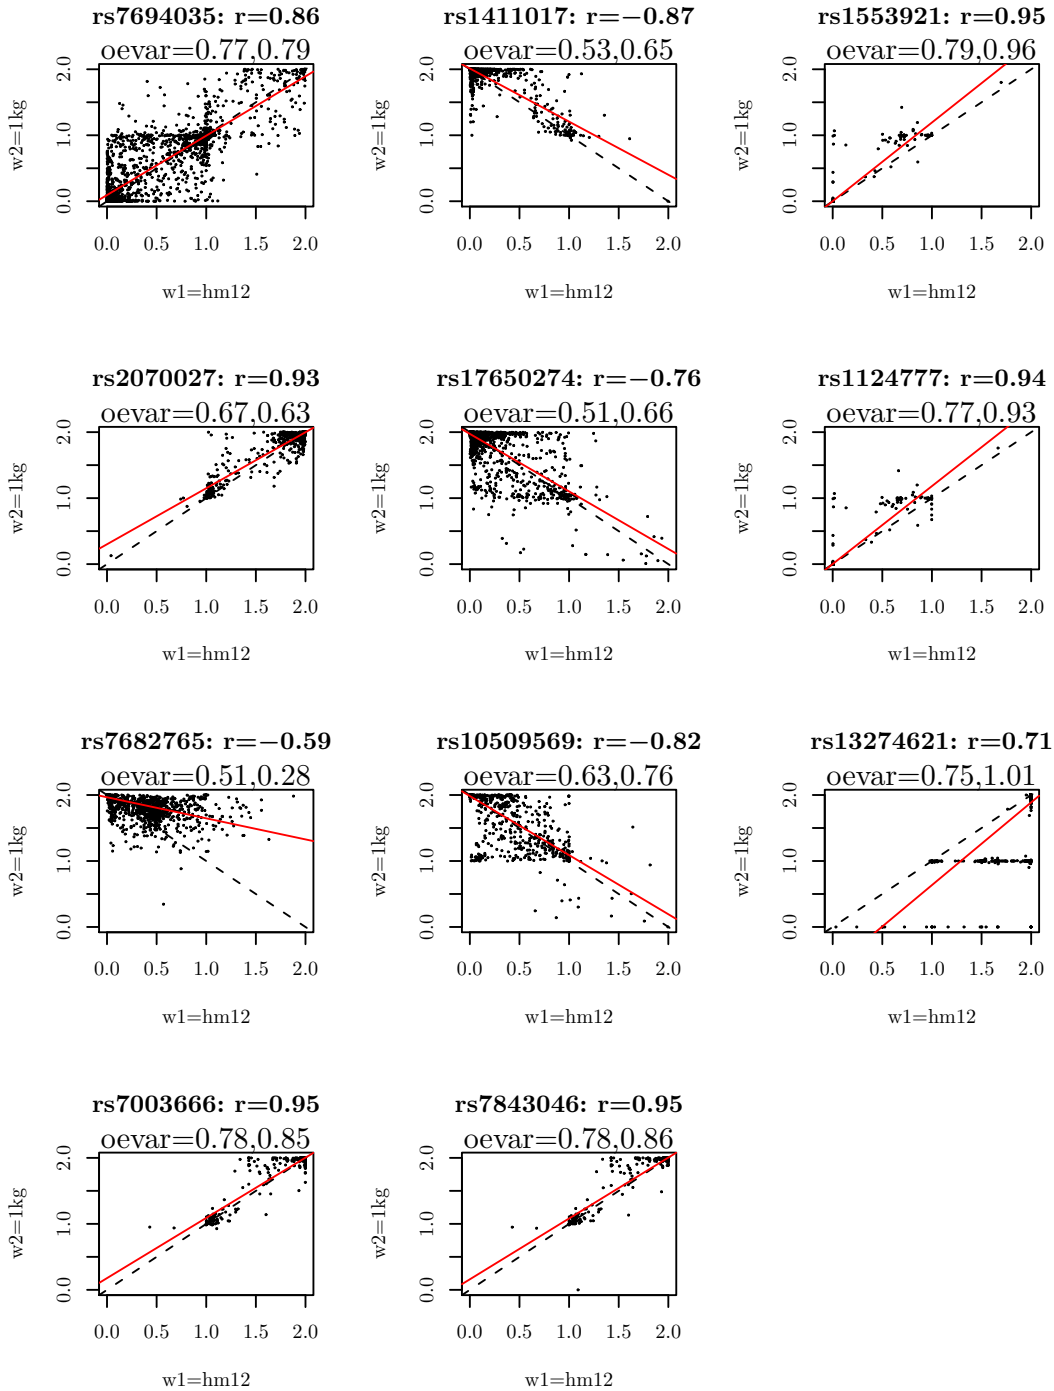 rs7694035: r=0.86
oevar=0.77,0.79
w2=1kg
0.0 1.0 2.0
0.0 0.5 1.0 1.5 2.0
w1=hm12
rs1411017: r=−0.87
oevar=0.53,0.65
w2=1kg
0.0 1.0 2.0
0.0 0.5 1.0 1.5 2.0
w1=hm12
rs1553921: r=0.95
oevar=0.79,0.96
w2=1kg
0.0 1.0 2.0
0.0 0.5 1.0 1.5 2.0
w1=hm12
rs2070027: r=0.93
oevar=0.67,0.63
w2=1kg
0.0 1.0 2.0
0.0 0.5 1.0 1.5 2.0
w1=hm12
rs17650274: r=−0.76
oevar=0.51,0.66
w2=1kg
0.0 1.0 2.0
0.0 0.5 1.0 1.5 2.0
w1=hm12
rs1124777: r=0.94
oevar=0.77,0.93
w2=1kg
0.0 1.0 2.0
0.0 0.5 1.0 1.5 2.0
w1=hm12
rs7682765: r=−0.59
oevar=0.51,0.28
w2=1kg
0.0 1.0 2.0
0.0 0.5 1.0 1.5 2.0
w1=hm12
rs10509569: r=−0.82
oevar=0.63,0.76
w2=1kg
0.0 1.0 2.0
0.0 0.5 1.0 1.5 2.0
w1=hm12
rs13274621: r=0.71
oevar=0.75,1.01
w2=1kg
0.0 1.0 2.0
0.0 0.5 1.0 1.5 2.0
w1=hm12
rs7003666: r=0.95
oevar=0.78,0.85
w2=1kg
0.0 1.0 2.0
0.0 0.5 1.0 1.5 2.0
w1=hm12
rs7843046: r=0.95
oevar=0.78,0.86
w2=1kg
0.0 1.0 2.0
0.0 0.5 1.0 1.5 2.0
w1=hm12